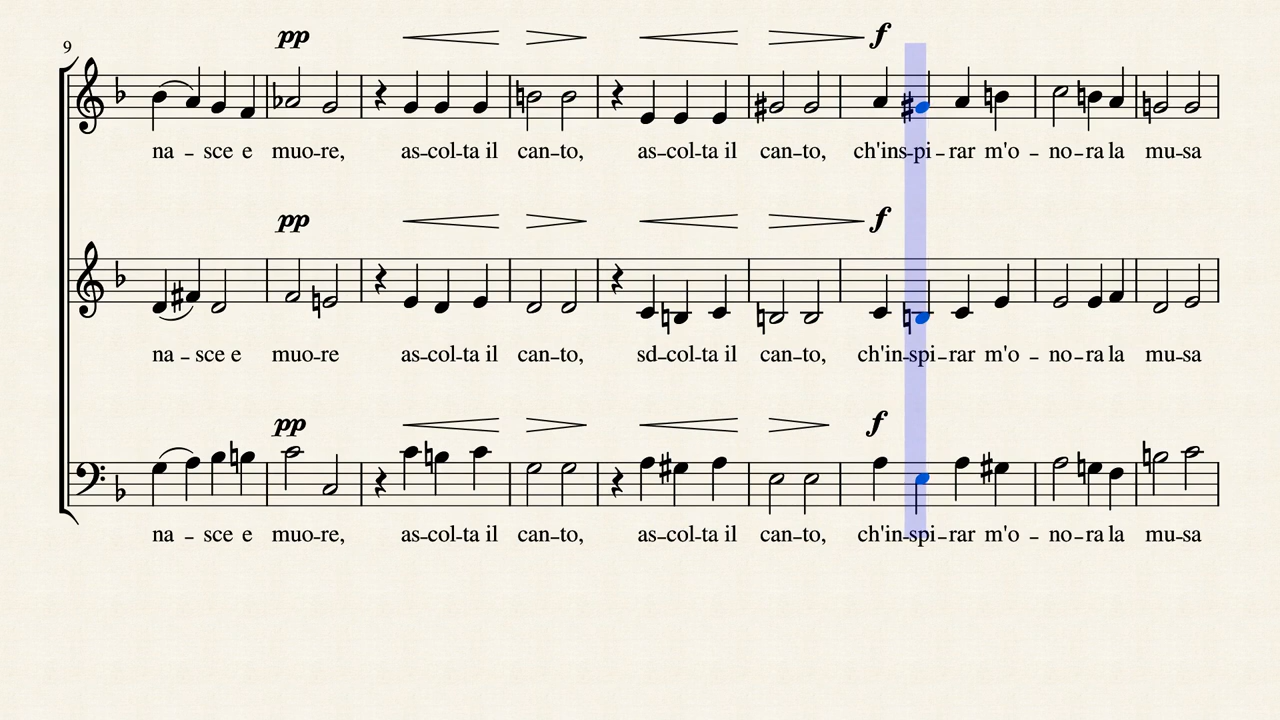 9
pp f
na – sce e muo–re, as–col–ta il can–to, as–col–ta il can–to, ch'ins–pi – rar m'o – no–ra la mu–sa
pp f
na – sce e muo–re as–col–ta il can–to, sd–col–ta il can–to, ch'in–spi – rar m'o – no–ra la mu–sa
pp f
na – sce e muo–re, as–col–ta il can–to, as–col–ta il can–to, ch'in–spi–rar m'o – no–ra la mu–sa